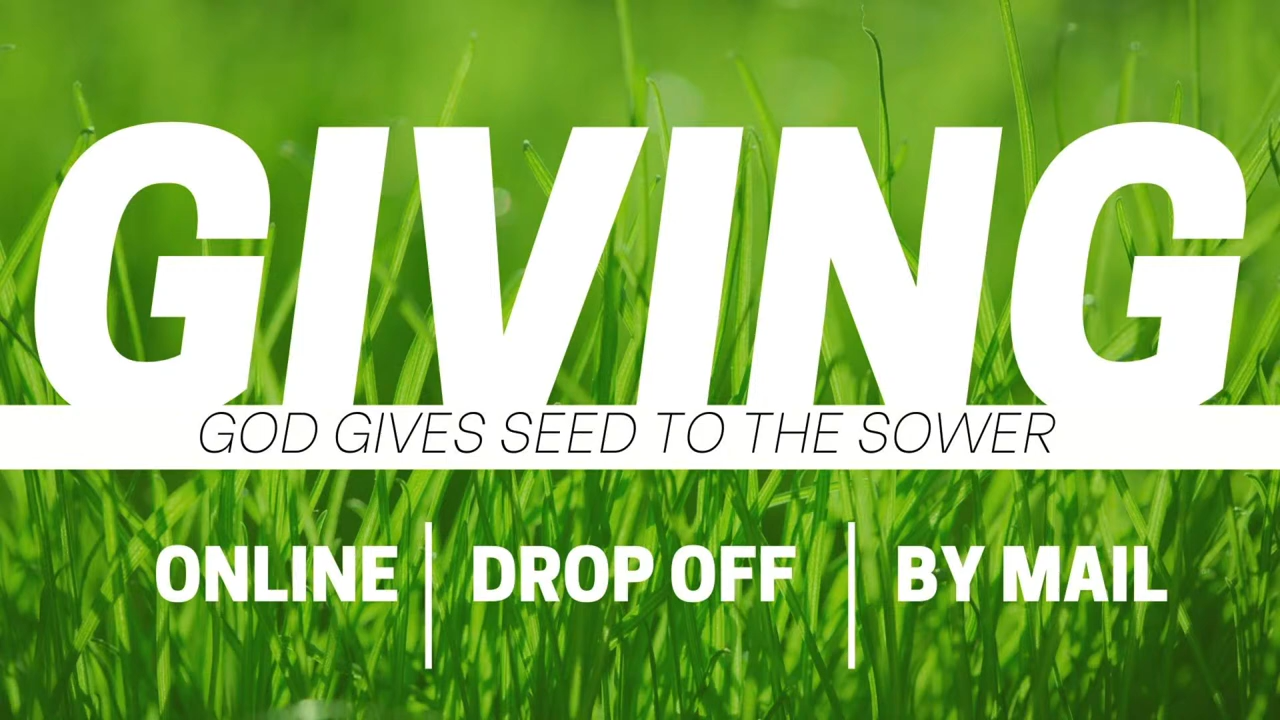 GIVING
GOD GIVES SEED TO THE SOWER
ONLINE | DROP OFF | BY MAIL